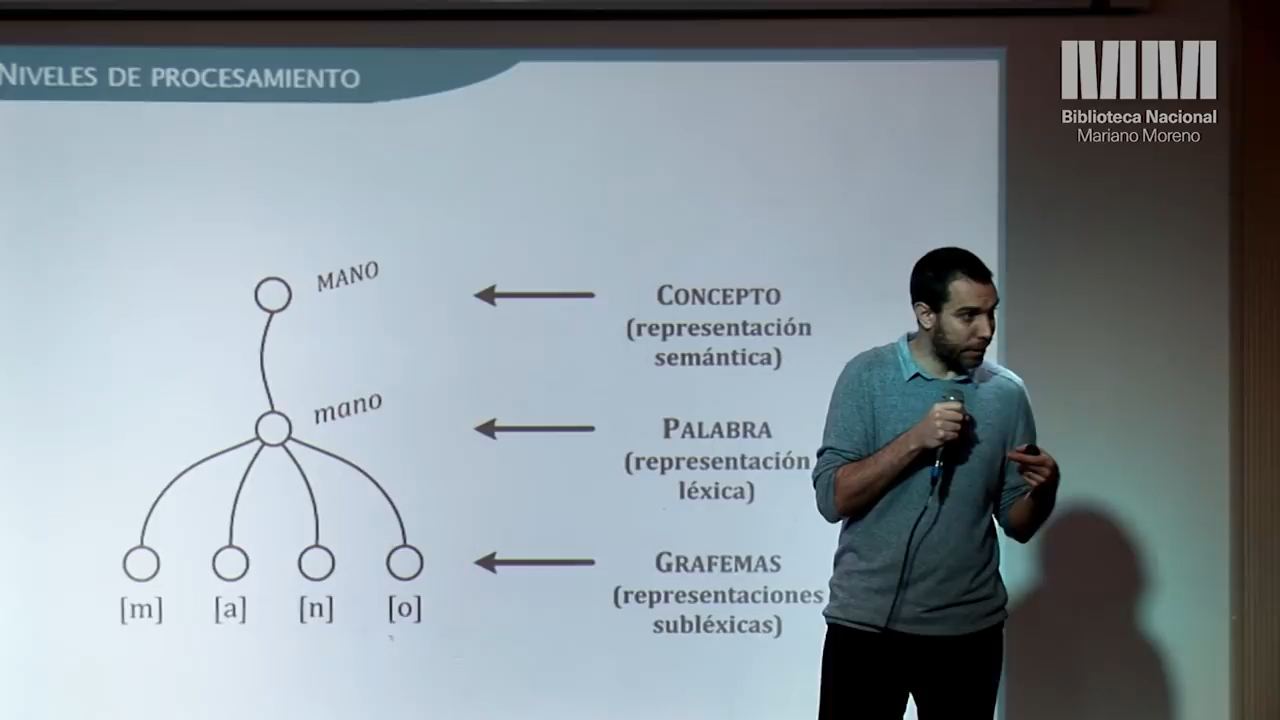 NIVELES DE PROCESAMIENTO
Biblioteca Nacional
Mariano Moreno
MANO
CONCEPTO
(representación
semántica)
mano
PALABRA
(representación
léxica)
GRAFEMAS
(representaciones
subléxicas)
[m] [a] [n] [o]